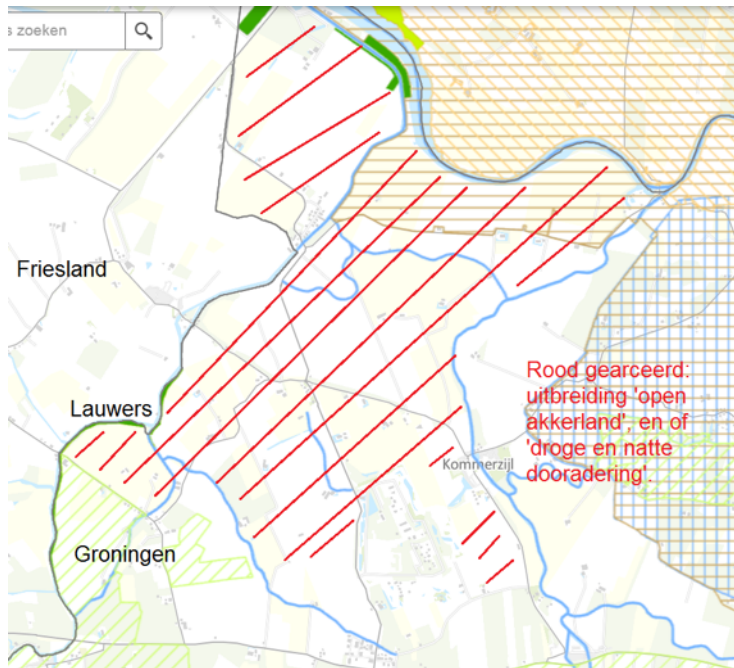 s zoeken
Friesland
Rood gearceerd:
uitbreiding 'open
akkerland', en of
'droge en natte
dooradering'.
Lauwers
Kommerzijl
Groningen